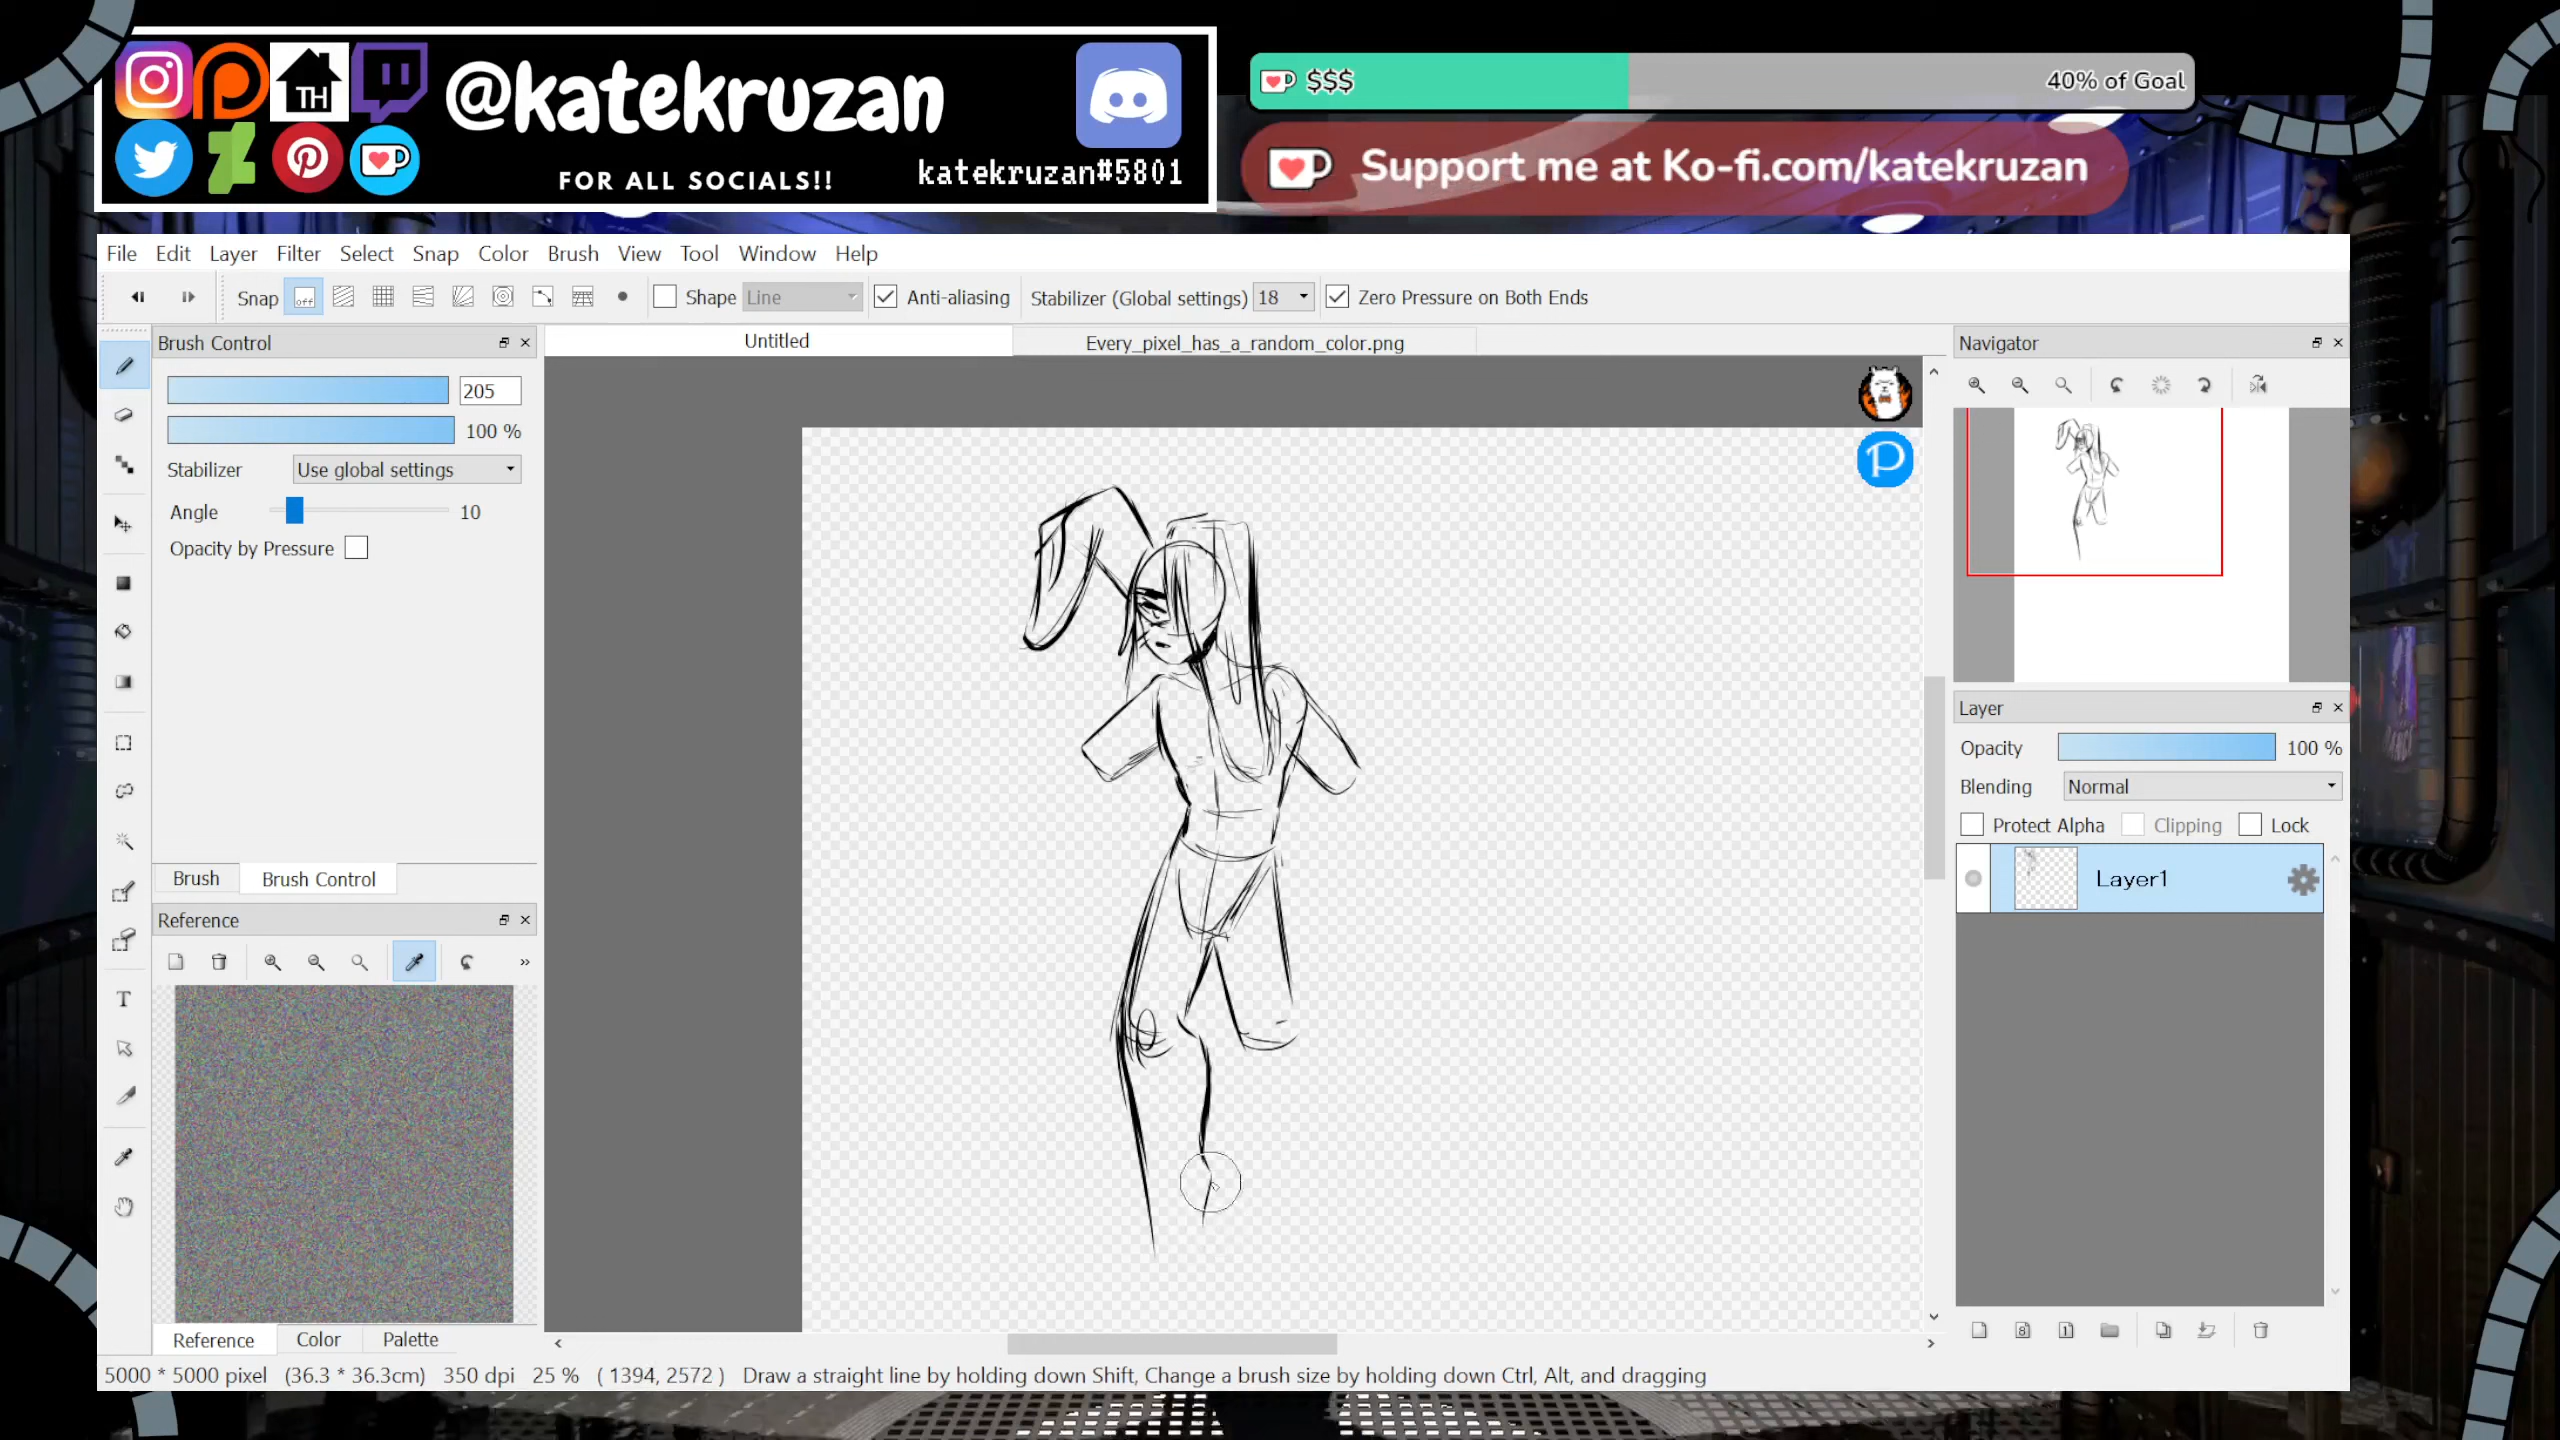 @katekruzan
TH
FOR ALL SOCIALS!!
katekruzan#5801
$$$
40% of Goal
Support me at Ko-fi.com/katekruzan
File Edit Layer Filter Select Snap Color Brush View Tool Window Help
Snap off Shape Line Anti-aliasing Stabilizer (Global settings) 18 Zero Pressure on Both Ends
Brush Control
205
100 %
Stabilizer Use global settings
Angle 10
Opacity by Pressure
Brush Brush Control
Reference
»
T
Reference Color Palette
Untitled Every_pixel_has_a_random_color.png
P
Navigator
Layer
Opacity 100 %
Blending Normal
Protect Alpha Clipping Lock
Layer1
8 1
5000 * 5000 pixel (36.3 * 36.3cm) 350 dpi 25 % ( 1394, 2572 ) Draw a straight line by holding down Shift, Change a brush size by holding down Ctrl, Alt, and dragging